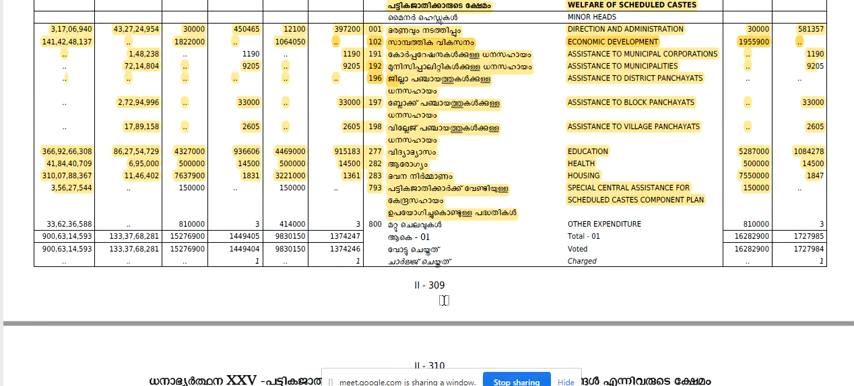 പട്ടികജാതിക്കാരുടെ ക്ഷേമം WELFARE OF SCHEDULED CASTES
മൈനർ ഹെഡ്ഡുകൾ MINOR HEADS
3,17,06,940 43,27,24,954 30000 450465 12100 397200 001 ഭരണവും നടത്തിപ്പും DIRECTION AND ADMINISTRATION 30000 581357
141,42,48,137 .. 1822000 .. 1064050 .. 102 സാമ്പത്തിക വികസനം ECONOMIC DEVELOPMENT 1955900 ..
.. 1,48,238 .. 1190 .. 1190 191 കോർപ്പറേഷനുകൾക്കുള്ള ധനസഹായം ASSISTANCE TO MUNICIPAL CORPORATIONS .. 1190
.. 72,14,804 .. 9205 .. 9205 192 മുനിസിപ്പാലിറ്റികൾക്കുള്ള ധനസഹായം ASSISTANCE TO MUNICIPALITIES .. 9205
.. .. .. .. .. .. 196 ജില്ലാ പഞ്ചായത്തുകൾക്കുള്ള ASSISTANCE TO DISTRICT PANCHAYATS .. ..
ധനസഹായം
.. 2,72,94,996 .. 33000 .. 33000 197 ബ്ലോക്ക് പഞ്ചായത്തുകൾക്കുള്ള ASSISTANCE TO BLOCK PANCHAYATS .. 33000
ധനസഹായം
.. 17,89,158 .. 2605 .. 2605 198 വില്ലേജ് പഞ്ചായത്തുകൾക്കുള്ള ASSISTANCE TO VILLAGE PANCHAYATS .. 2605
ധനസഹായം
366,92,66,308 86,27,54,729 4327000 936606 4469000 915183 277 വിദ്യാഭ്യാസം EDUCATION 5287000 1084278
41,84,40,709 6,95,000 500000 14500 500000 14500 282 ആരോഗ്യം HEALTH 500000 14500
310,07,88,367 11,46,402 7637900 1831 3221000 1361 283 ഭവന നിർമ്മാണം HOUSING 7550000 1847
3,56,27,544 .. 150000 .. 150000 .. 793 പട്ടികജാതിക്കാർക്ക് വേണ്ടിയുള്ള SPECIAL CENTRAL ASSISTANCE FOR 150000 ..
കേന്ദ്രസഹായം SCHEDULED CASTES COMPONENT PLAN
ഉപയോഗിച്ചുകൊണ്ടുള്ള പദ്ധതികൾ
33,62,36,588 .. 810000 3 414000 3 800 മറ്റു ചെലവുകൾ OTHER EXPENDITURE 810000 3
900,63,14,593 133,37,68,281 15276900 1449405 9830150 1374247 ആകെ - 01 Total - 01 16282900 1727985
900,63,14,593 133,37,68,281 15276900 1449404 9830150 1374246 വോട്ടു ചെയ്തത് Voted 16282900 1727984
.. .. .. 1 .. 1 ചാർജ്ജ് ചെയ്തത് Charged .. 1
II - 309
II - 310
ധനാഭ്യർത്ഥന XXV -പട്ടികജാത ങ്ങൾ എന്നിവരുടെ ക്ഷേമം
meet.google.com is sharing a window. Stop sharing Hide